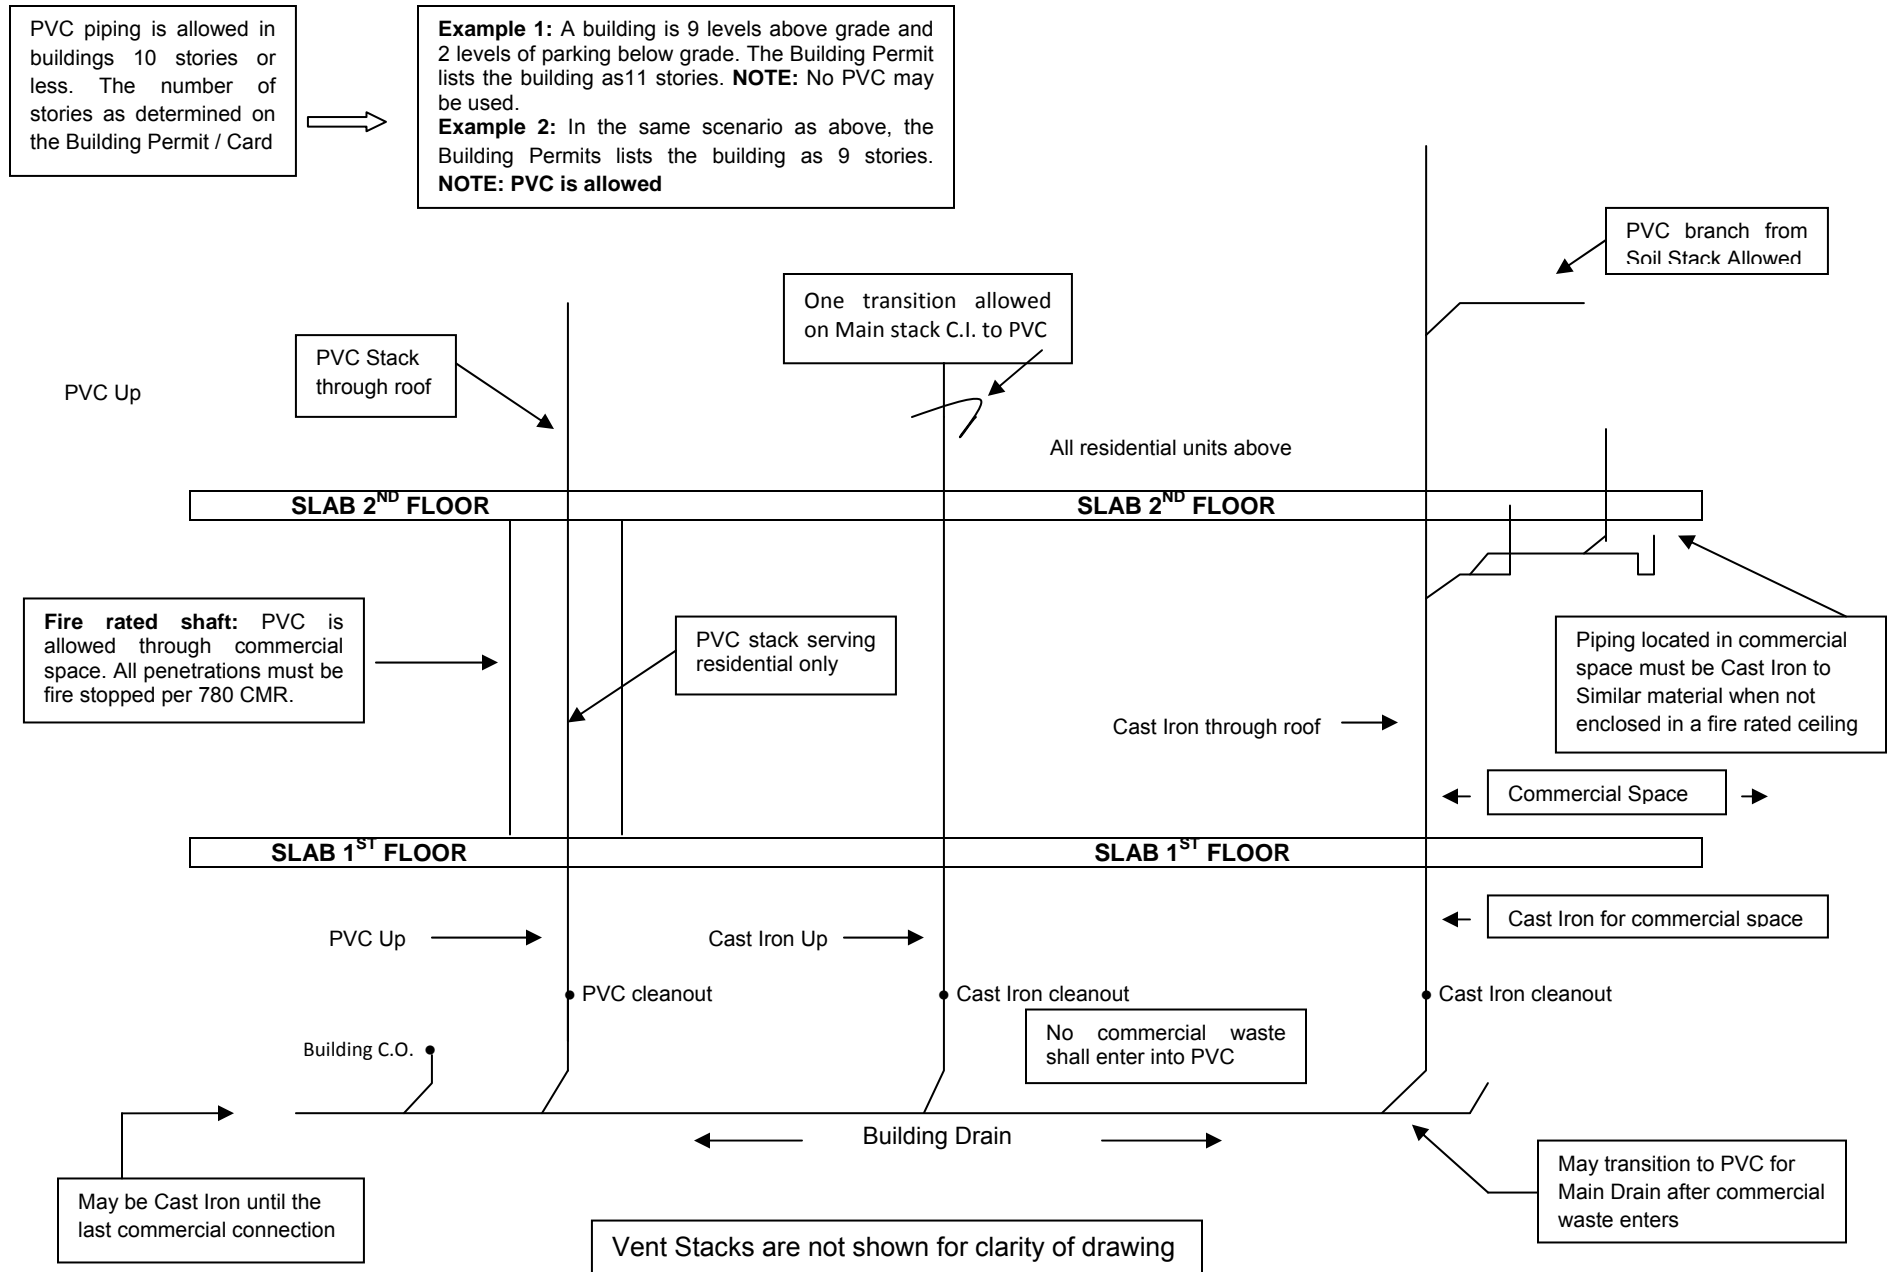 PVC piping is allowed in
buildings 10 stories or
less. The number of
stories as determined on
the Building Permit / Card
Example 1: A building is 9 levels above grade and
2 levels of parking below grade. The Building Permit
lists the building as11 stories. NOTE: No PVC may
be used.
Example 2: In the same scenario as above, the
Building Permits lists the building as 9 stories.
NOTE: PVC is allowed
PVC branch from
Soil Stack Allowed
One transition allowed
on Main stack C.I. to PVC
PVC Stack
through roof
PVC Up
All residential units above
SLAB 2ND FLOOR
SLAB 2ND FLOOR
Fire rated shaft: PVC is
allowed through commercial
space. All penetrations must be
fire stopped per 780 CMR.
PVC stack serving
residential only
Piping located in commercial
space must be Cast Iron to
Similar material when not
enclosed in a fire rated ceiling
Cast Iron through roof
Commercial Space
SLAB 1ST FLOOR
SLAB 1ST FLOOR
Cast Iron for commercial space
PVC Up
Cast Iron Up
PVC cleanout
Cast Iron cleanout
Cast Iron cleanout
No commercial waste
shall enter into PVC
Building C.O.
Building Drain
May be Cast Iron until the
last commercial connection
May transition to PVC for
Main Drain after commercial
waste enters
Vent Stacks are not shown for clarity of drawing